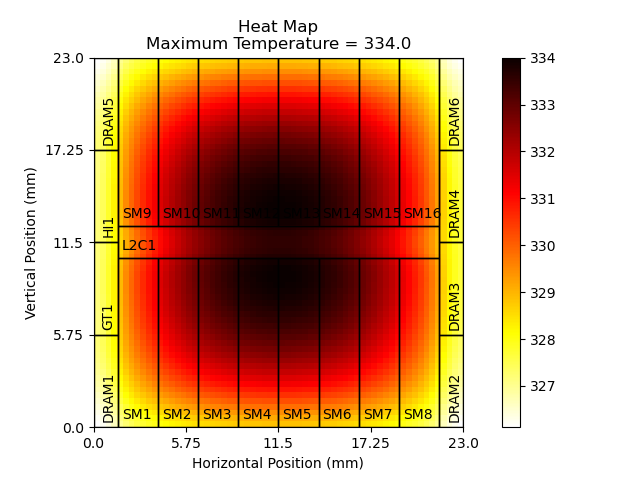 Heat Map
Maximum Temperature = 334.0
23.0
17.25
11.5
5.75
0.0
Vertical Position (mm)
DRAM5
HI1
GT1
DRAM1
SM9
SM10
SM11
SM14
SM15
SM16
L2C1
SM1
SM2
SM3
SM4
SM5
SM6
SM7
SM8
DRAM6
DRAM4
DRAM3
DRAM2
0.0
5.75
11.5
17.25
23.0
Horizontal Position (mm)
334
333
332
331
330
329
328
327